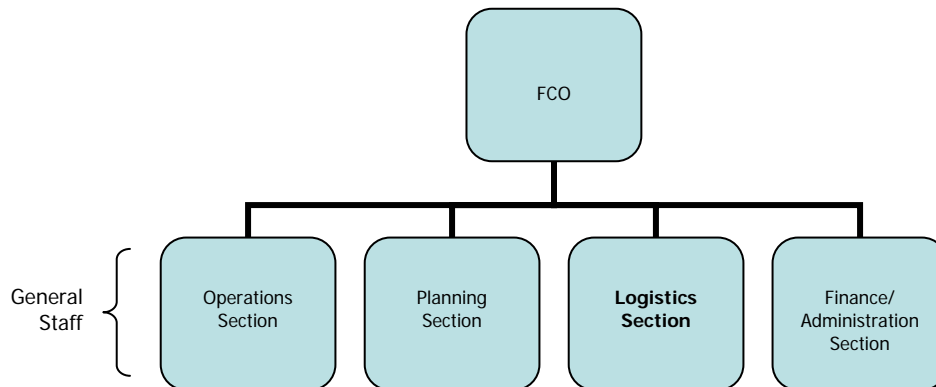 FCO
General
Staff
Operations
Section
Planning
Section
Logistics
Section
Finance/
Administration
Section